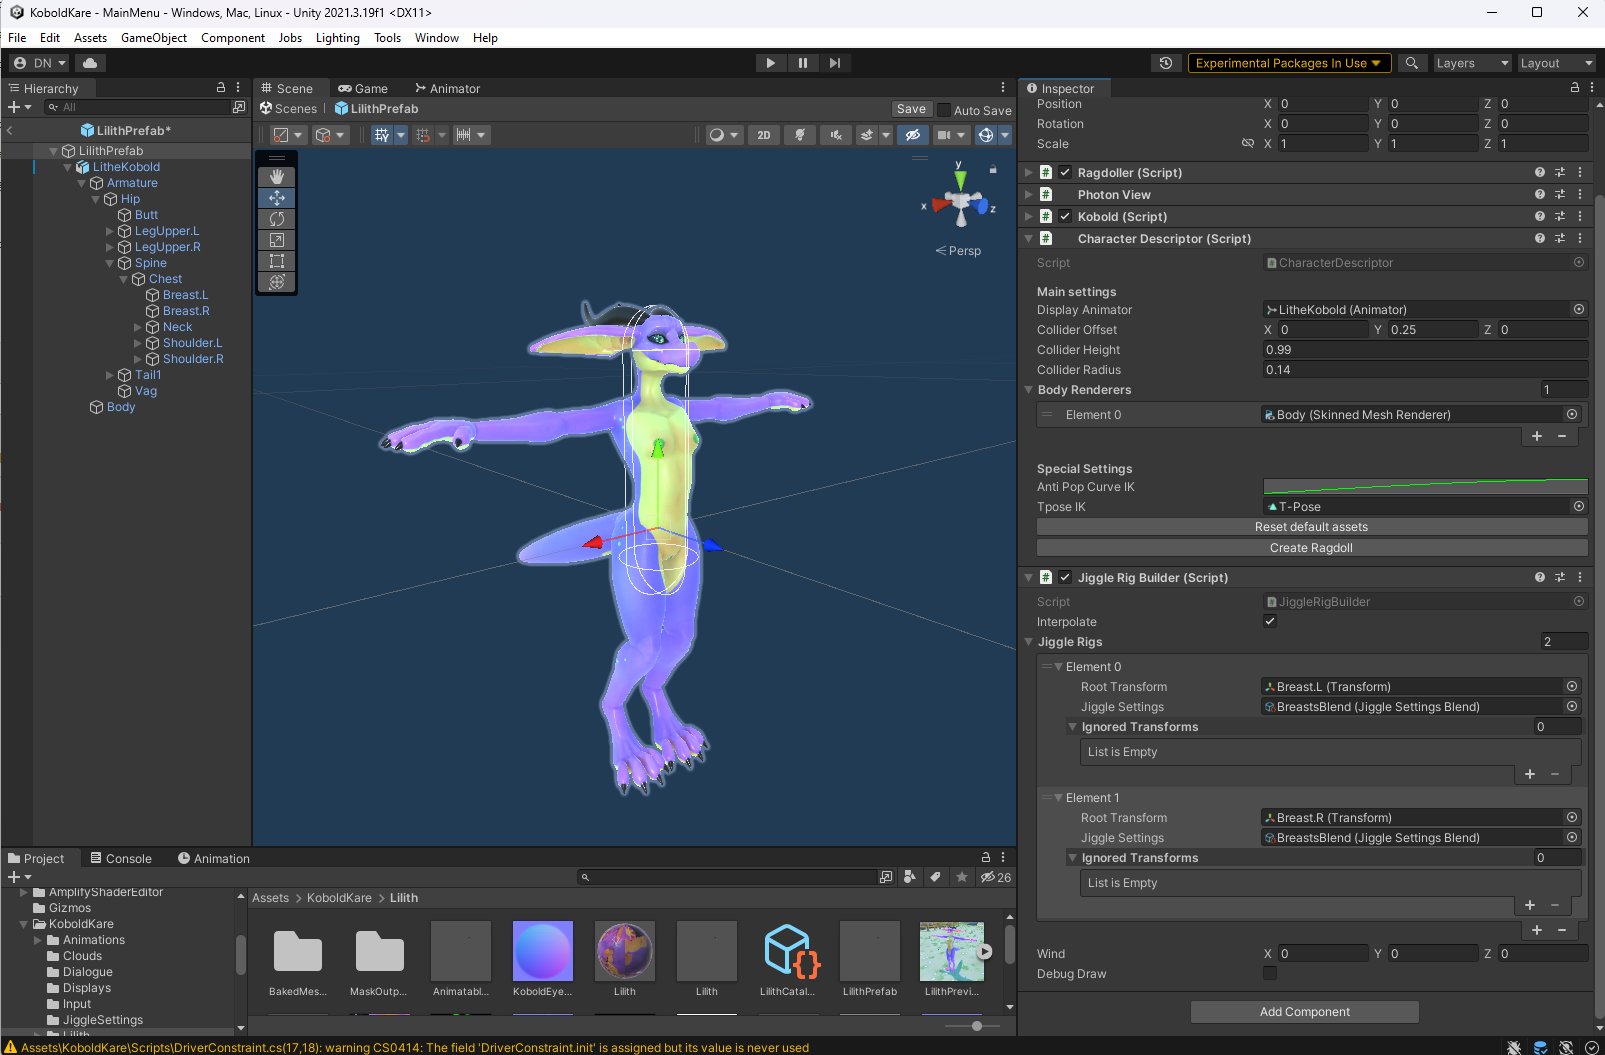 KoboldKare - MainMenu - Windows, Mac, Linux - Unity 2021.3.19f1 <DX11>
File Edit Assets GameObject Component Jobs Lighting Tools Window Help
DN Experimental Packages In Use Layers Layout
Hierarchy
All
LilithPrefab*
LilithPrefab
LitheKobold
Armature
Hip
Butt
LegUpper.L
LegUpper.R
Spine
Chest
Breast.L
Breast.R
Neck
Shoulder.L
Shoulder.R
Tail1
Vag
Body
Scene Game Animator
Scenes LilithPrefab Save Auto Save
2D
y
x
z
Persp
Inspector
Position X 0 Y 0 Z 0
Rotation X 0 Y 0 Z 0
Scale X 1 Y 1 Z 1
Ragdoller (Script)
Photon View
Kobold (Script)
Character Descriptor (Script)
Script CharacterDescriptor
Main settings
Display Animator LitheKobold (Animator)
Collider Offset X 0 Y 0.25 Z 0
Collider Height 0.99
Collider Radius 0.14
Body Renderers 1
Element 0 Body (Skinned Mesh Renderer)
Special Settings
Anti Pop Curve IK
Tpose IK T-Pose
Reset default assets
Create Ragdoll
Jiggle Rig Builder (Script)
Script JiggleRigBuilder
Interpolate
Jiggle Rigs 2
Element 0
Root Transform Breast.L (Transform)
Jiggle Settings BreastsBlend (Jiggle Settings Blend)
Ignored Transforms 0
List is Empty
Element 1
Root Transform Breast.R (Transform)
Jiggle Settings BreastsBlend (Jiggle Settings Blend)
Ignored Transforms 0
List is Empty
Wind X 0 Y 0 Z 0
Debug Draw
Add Component
Project Console Animation
26
AmplifyShaderEditor
Gizmos
KoboldKare
Animations
Clouds
Dialogue
Displays
Input
JiggleSettings
Lilith
Assets > KoboldKare > Lilith
BakedMes... MaskOutp... Animatabl... KoboldEye... Lilith Lilith LilithCatal... LilithPrefab LilithPrevi...
Assets\KoboldKare\Scripts\DriverConstraint.cs(17,18): warning CS0414: The field 'DriverConstraint.init' is assigned but its value is never used